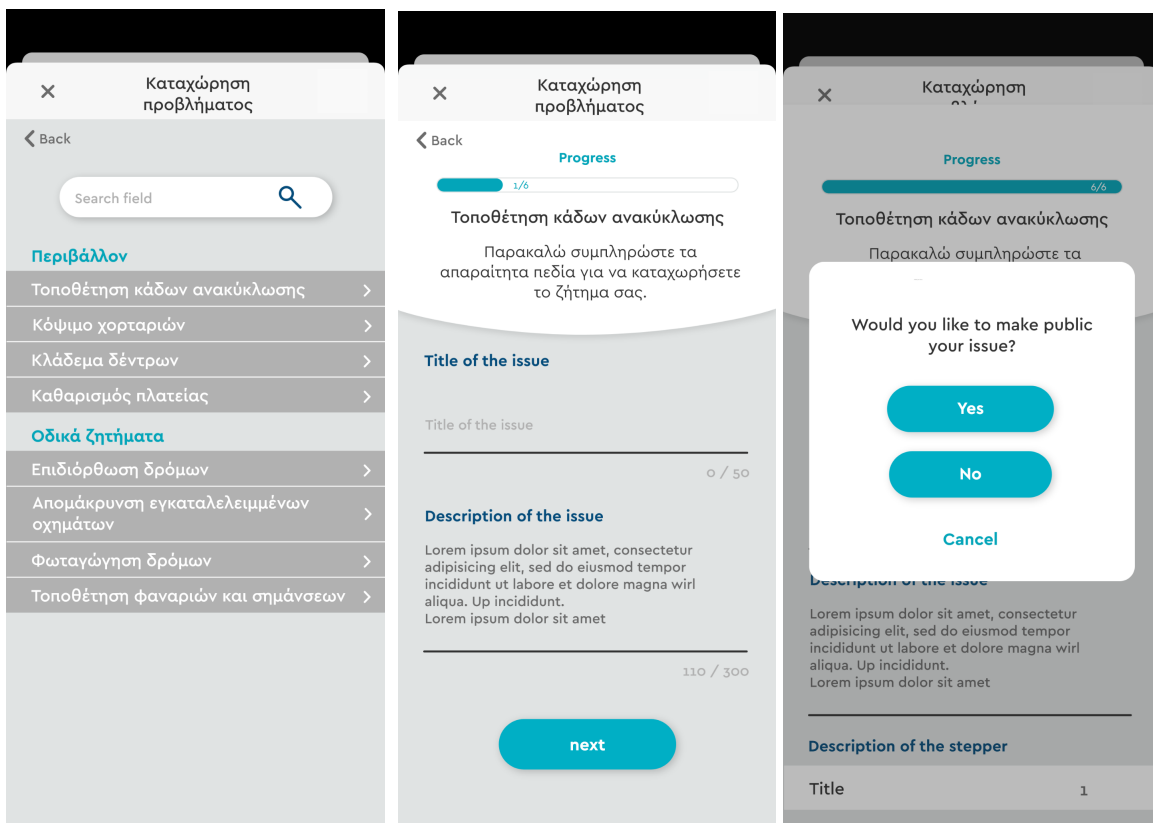 Καταχώρηση
προβλήματος
Back
Search field
Περιβάλλον
Τοποθέτηση κάδων ανακύκλωσης
Κόψιμο χορταριών
Κλάδεμα δέντρων
Καθαρισμός πλατείας
Οδικά ζητήματα
Επιδιόρθωση δρόμων
Απομάκρυνση εγκαταλελειμμένων
οχημάτων
Φωταγώγηση δρόμων
Τοποθέτηση φαναριών και σημάνσεων
Καταχώρηση
προβλήματος
Back
Progress
1/6
Τοποθέτηση κάδων ανακύκλωσης
Παρακαλώ συμπληρώστε τα
απαραίτητα πεδία για να καταχωρήσετε
το ζήτημα σας.
Title of the issue
Title of the issue
0 / 50
Description of the issue
Lorem ipsum dolor sit amet, consectetur
adipisicing elit, sed do eiusmod tempor
incididunt ut labore et dolore magna wirl
aliqua. Up incididunt.
Lorem ipsum dolor sit amet
110 / 300
next
Καταχώρηση
Progress
6/6
Τοποθέτηση κάδων ανακύκλωσης
Παρακαλώ συμπληρώστε τα
Would you like to make public
your issue?
Yes
No
Cancel
Description of the issue
Lorem ipsum dolor sit amet, consectetur
adipisicing elit, sed do eiusmod tempor
incididunt ut labore et dolore magna wirl
aliqua. Up incididunt.
Lorem ipsum dolor sit amet
Description of the stepper
Title 1